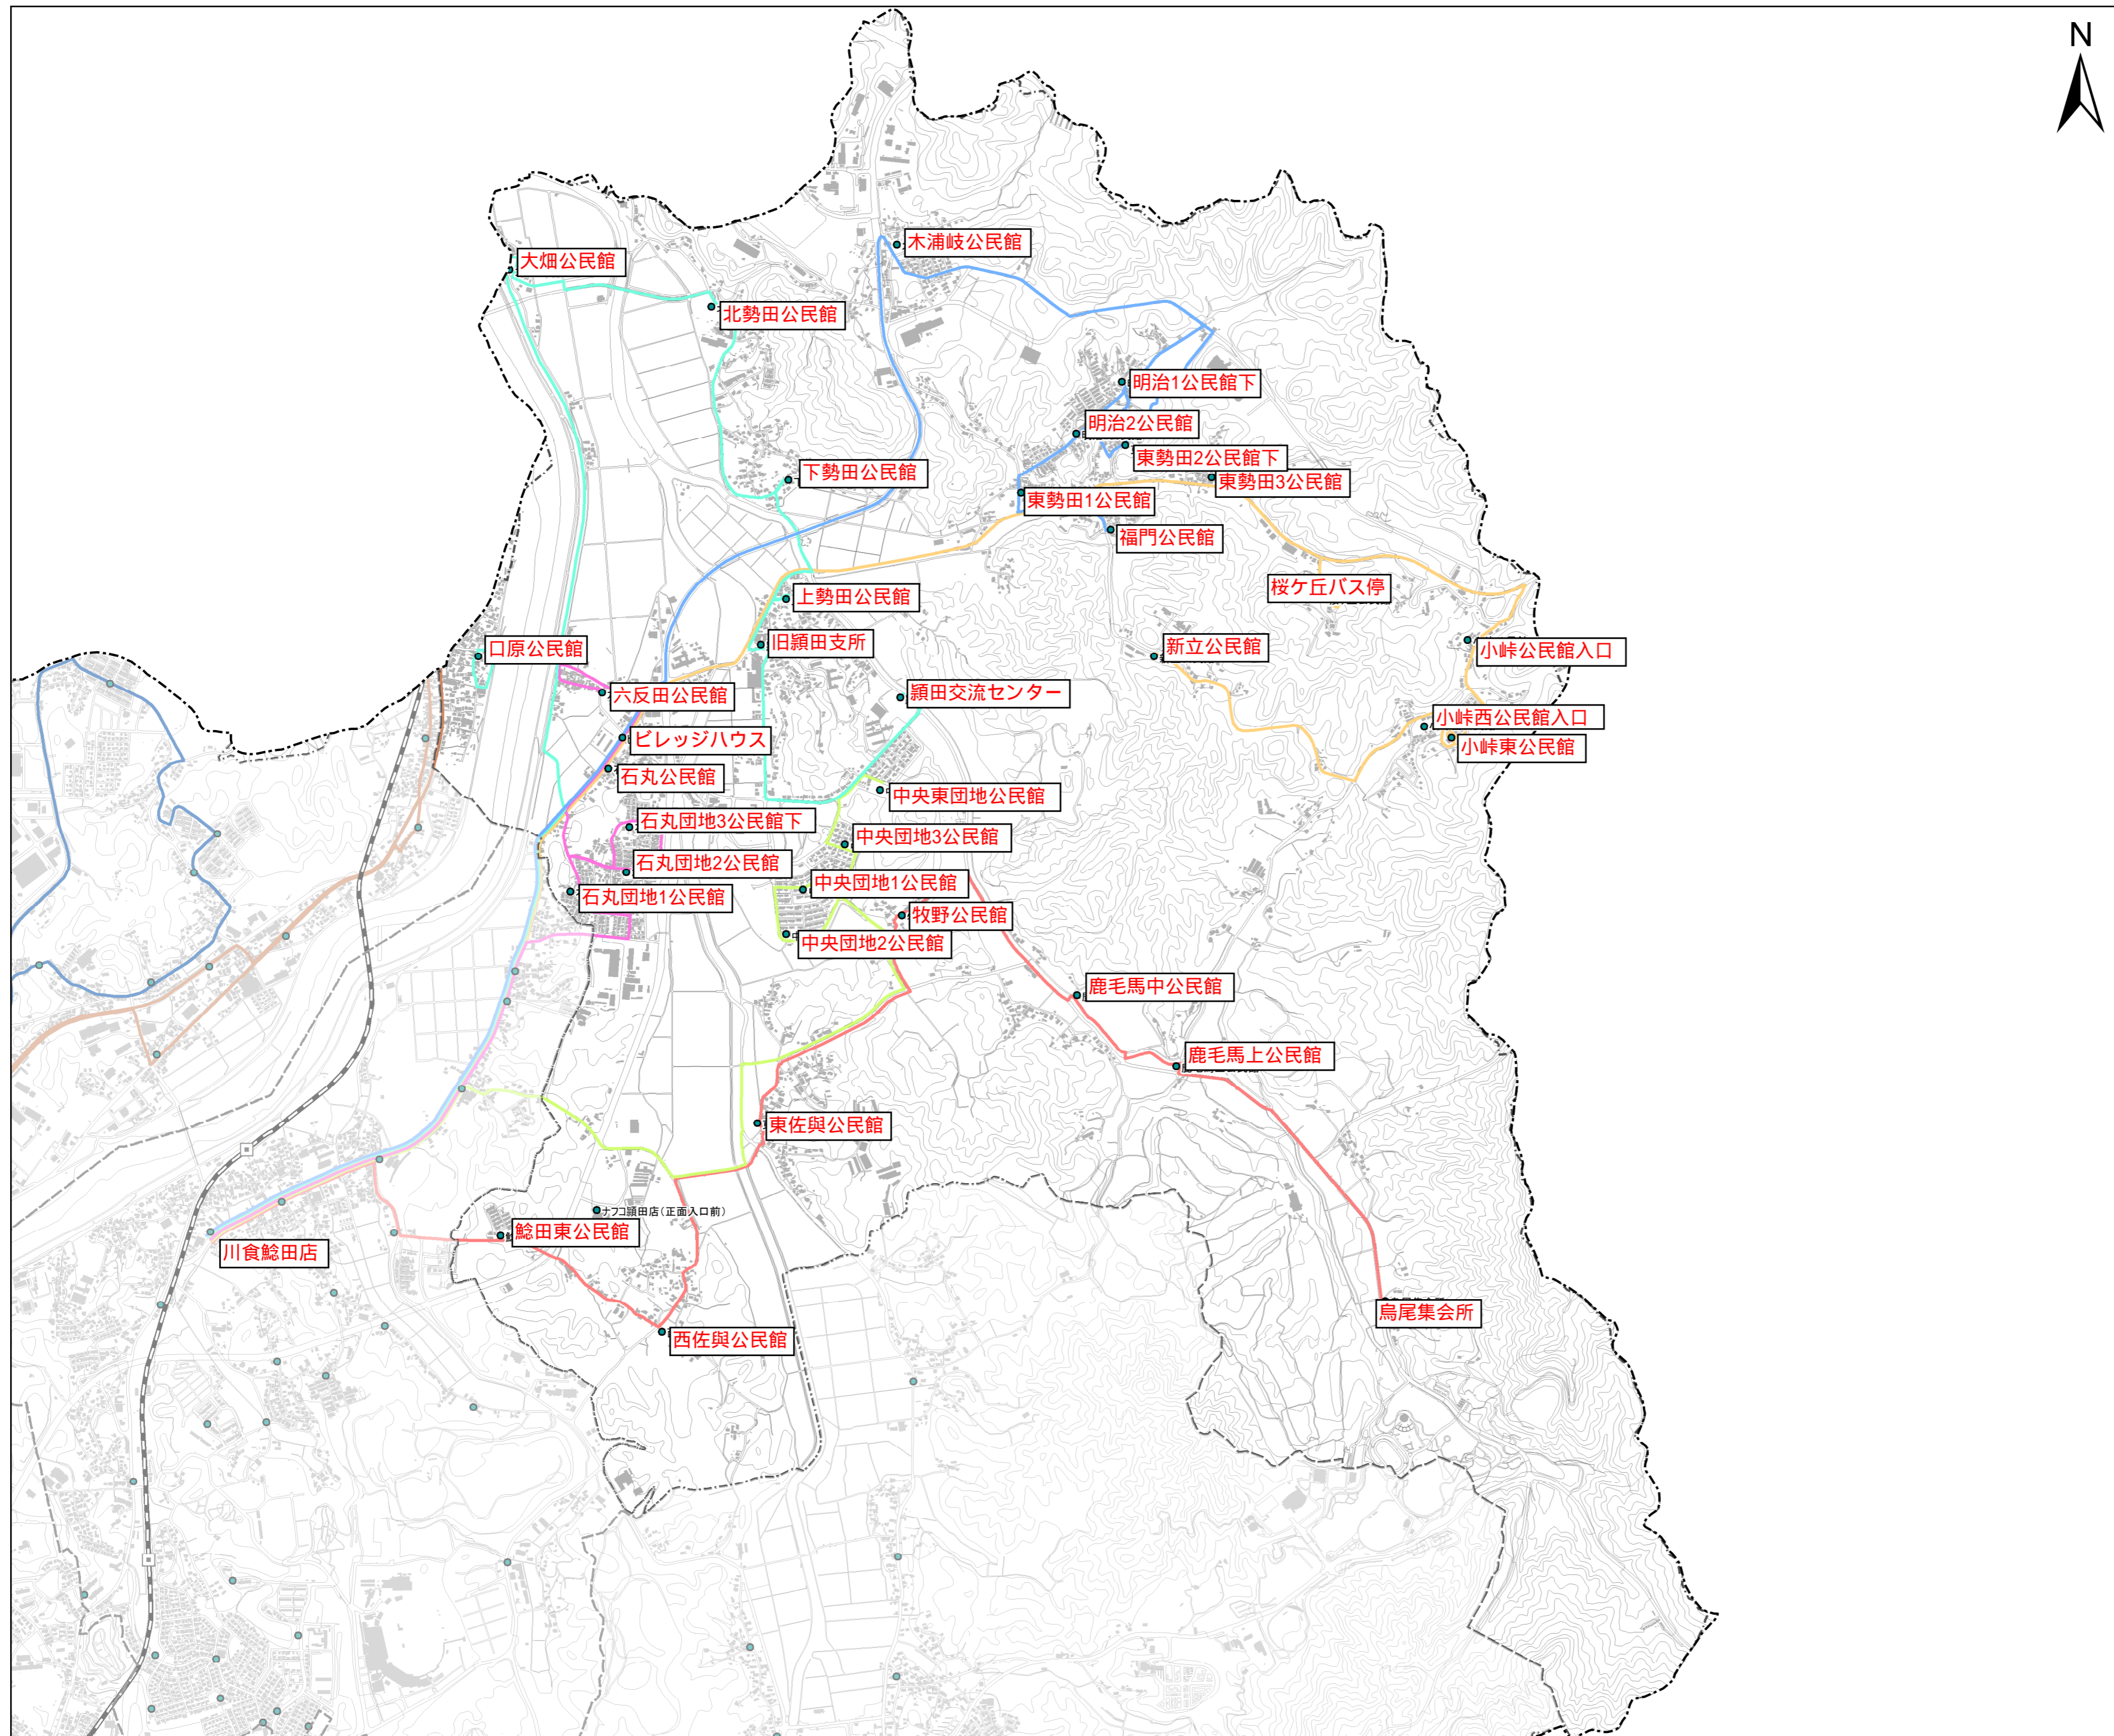 N
木浦岐公民館
大畑公民館
北勢田公民館
明治1公民館下
明治2公民館
東勢田2公民館下
下勢田公民館
東勢田3公民館
東勢田1公民館
福門公民館
桜ケ丘バス停
上勢田公民館
旧頴田支所
新立公民館
小峠公民館入口
口原公民館
六反田公民館
頴田交流センター
小峠西公民館入口
ビレッジハウス
小峠東公民館
石丸公民館
中央東団地公民館
石丸団地3公民館下
中央団地3公民館
石丸団地2公民館
中央団地1公民館
石丸団地1公民館
牧野公民館
中央団地2公民館
鹿毛馬中公民館
鹿毛馬上公民館
東佐與公民館
ナフコ頴田店(正面入口前)
鯰田東公民館
川食鯰田店
烏尾集会所
西佐與公民館